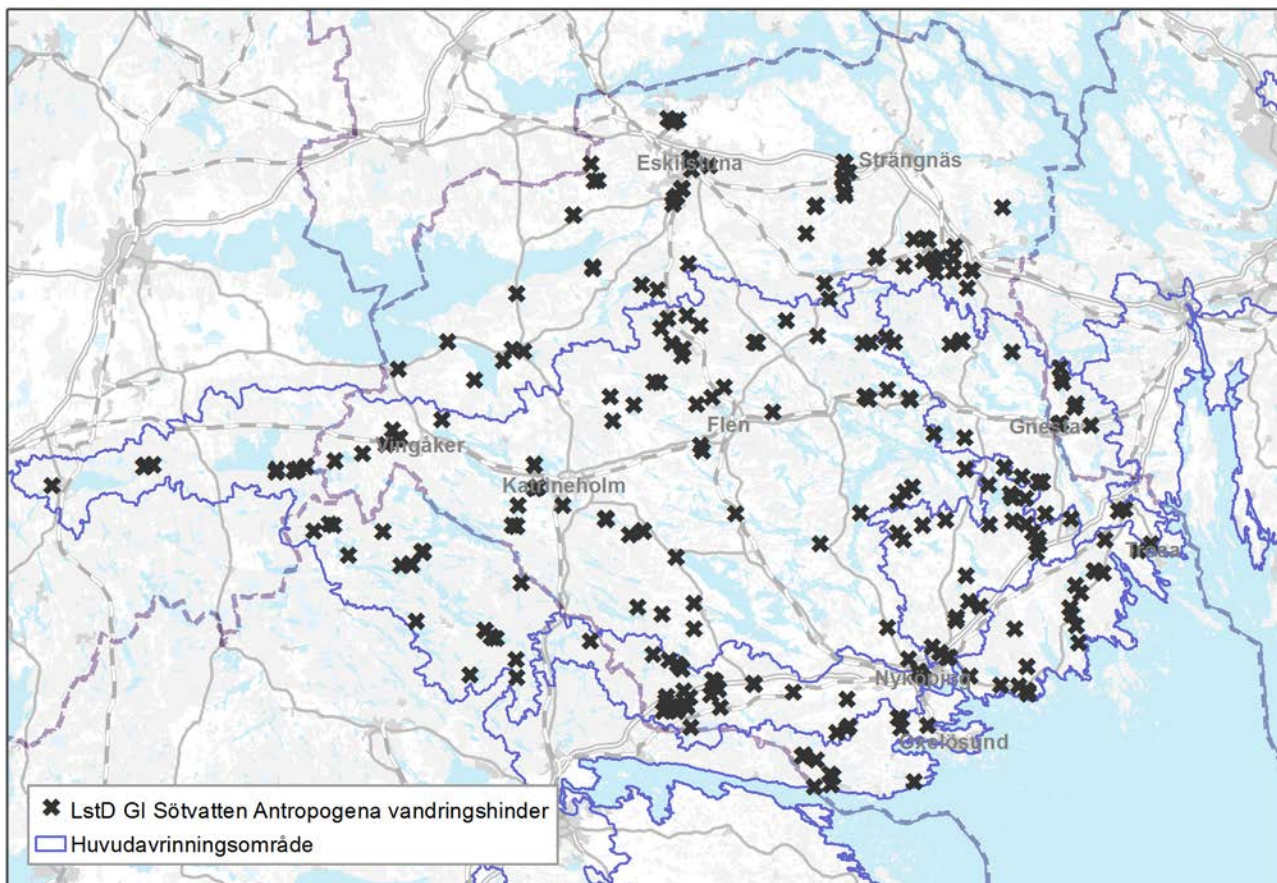 Eskilstuna
Strängnäs
Vingåker
Flen
Gnesta
Katrineholm
Trosa
Nyköping
Oxelösund
LstD GI Sötvatten Antropogena vandringshinder
Huvudavrinningsområde